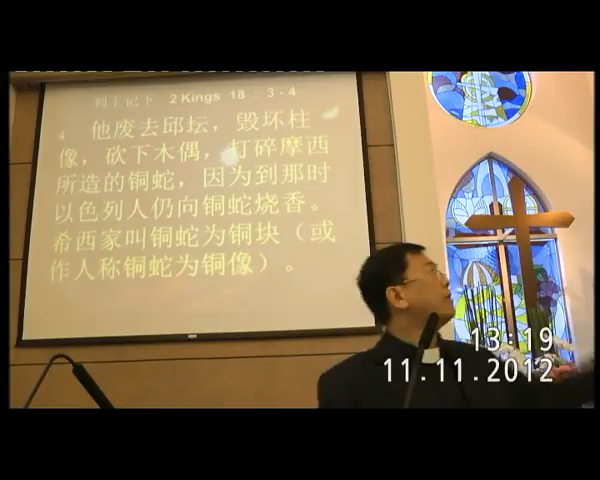 列王记下 2 Kings 18 : 3 - 4
4 他废去邱坛，毁坏柱
像，砍下木偶，打碎摩西
所造的铜蛇，因为到那时
以色列人仍向铜蛇烧香。
希西家叫铜蛇为铜块（或
作人称铜蛇为铜像）。
13:19
11.11.2012